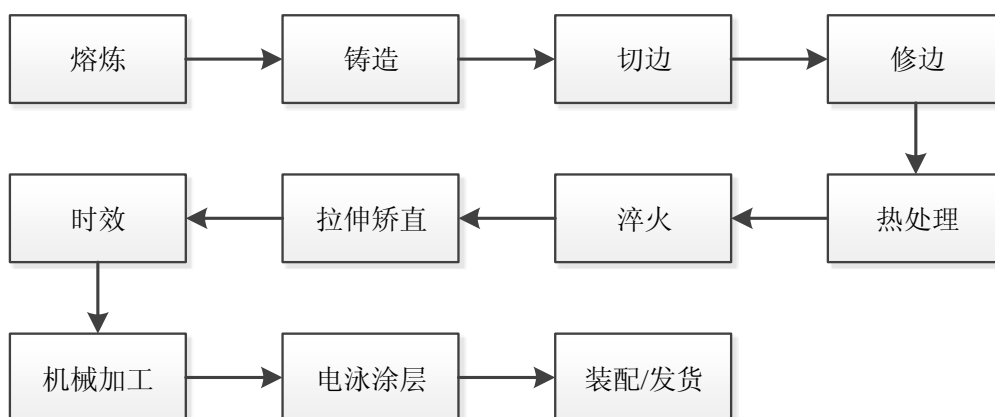 熔炼
铸造
切边
修边
热处理
淬火
拉伸矫直
时效
机械加工
电泳涂层
装配/发货